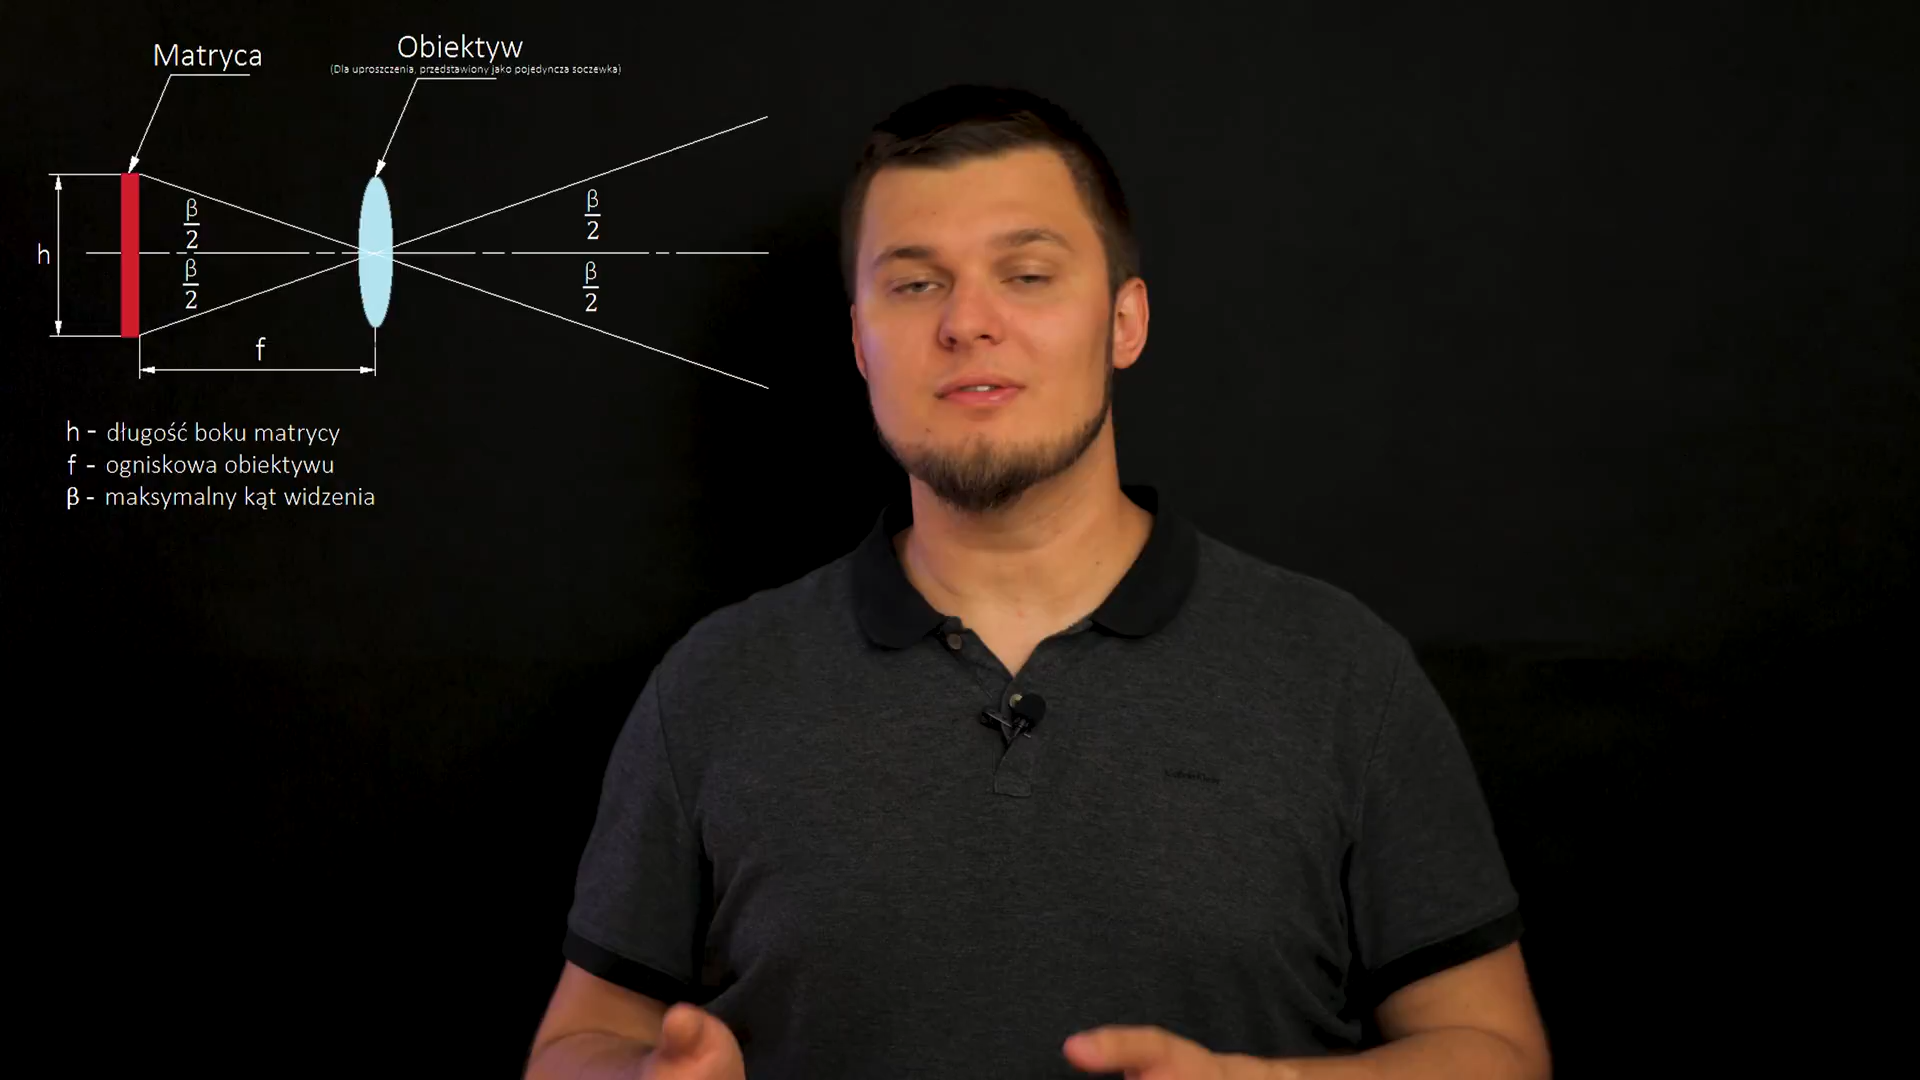 Matryca
Obiektyw
(Dla uproszczenia, przedstawiony jako pojedyncza soczewka)
h
β
2
β
2
β
2
β
2
f
h - długość boku matrycy
f - ogniskowa obiektywu
β - maksymalny kąt widzenia